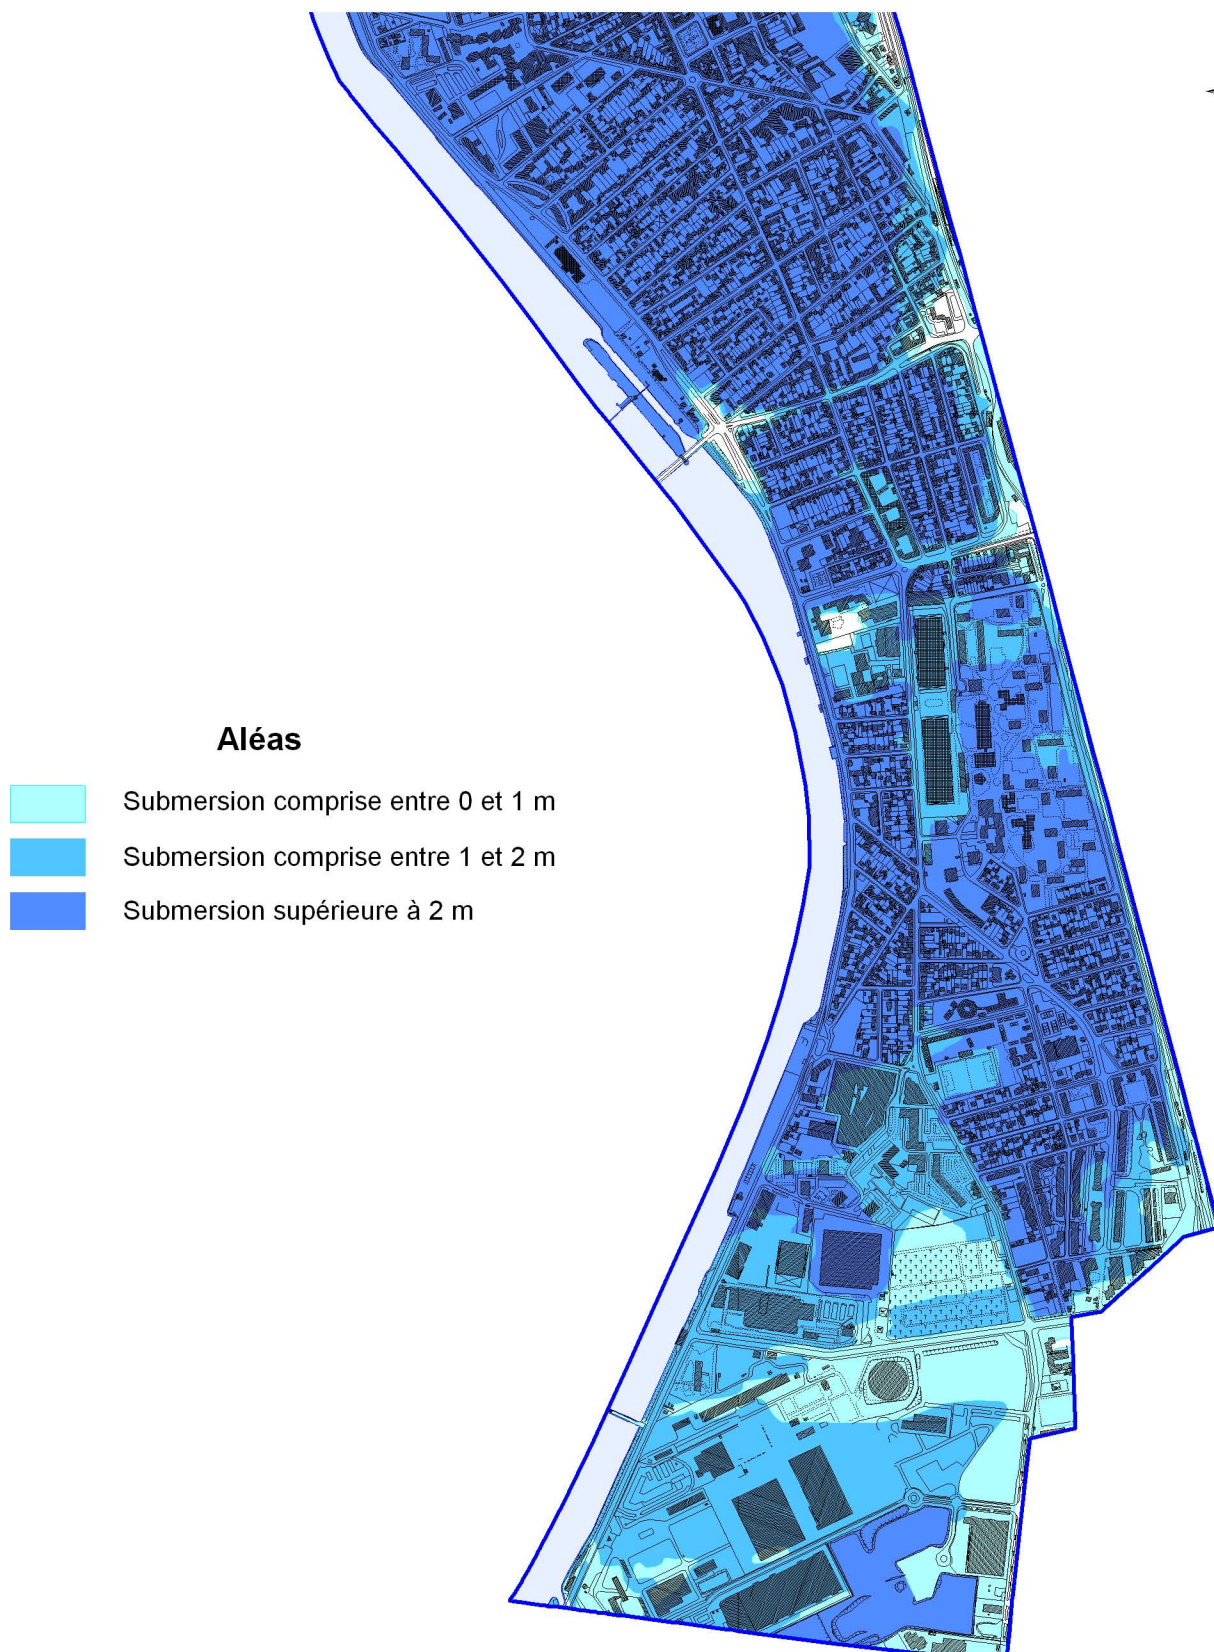 Aléas
Submersion comprise entre 0 et 1 m
Submersion comprise entre 1 et 2 m
Submersion supérieure à 2 m